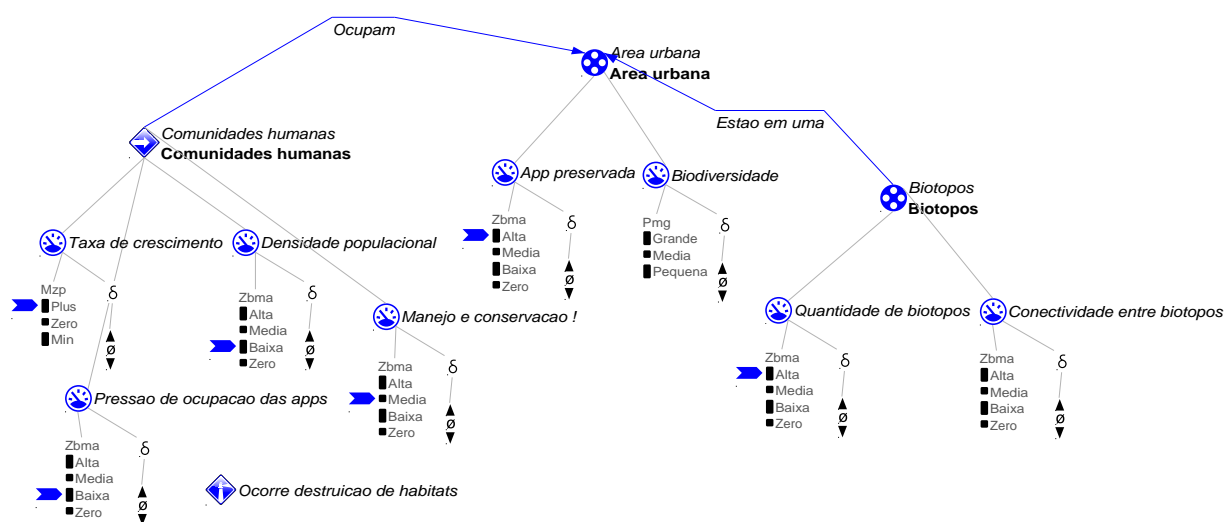 Ocupam
Area urbana
Area urbana
Estao em uma
Comunidades humanas
Comunidades humanas
App preservada
Biodiversidade
Biotopos
Biotopos
Zbma
Alta
Media
Baixa
Zero
δ
ø
Pmg
Grande
Media
Pequena
δ
ø
Taxa de crescimento
Densidade populacional
Mzp
Plus
Zero
Min
δ
ø
Zbma
Alta
Media
Baixa
Zero
δ
ø
Manejo e conservacao !
Zbma
Alta
Media
Baixa
Zero
δ
ø
Quantidade de biotopos
Conectividade entre biotopos
Zbma
Alta
Media
Baixa
Zero
δ
ø
Zbma
Alta
Media
Baixa
Zero
δ
ø
Pressao de ocupacao das apps
Zbma
Alta
Media
Baixa
Zero
δ
ø
Ocorre destruicao de habitats